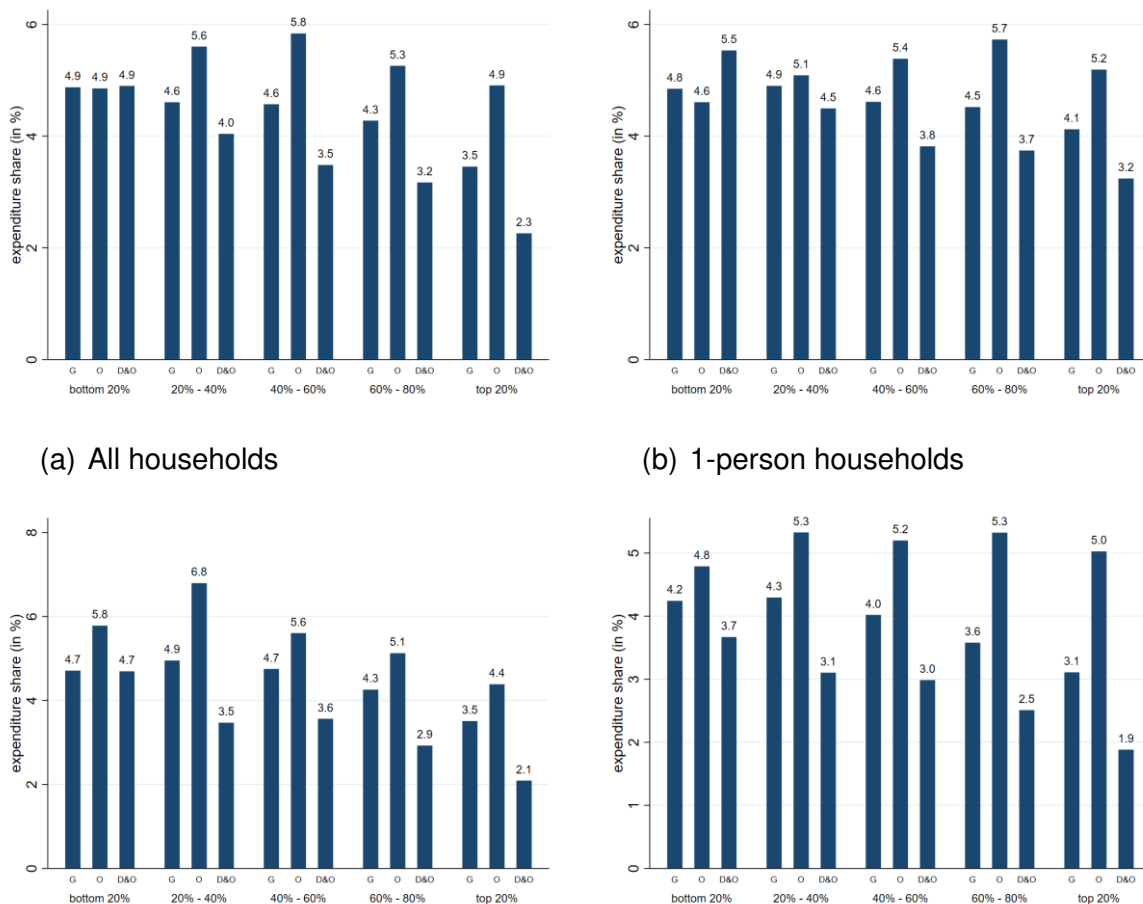 expenditure share (in %)
0 2 4 6
4.9 4.9 4.9 4.6 5.6 4.0 4.6 5.8 3.5 4.3 5.3 3.2 3.5 4.9 2.3
G O D&O G O D&O G O D&O G O D&O G O D&O
bottom 20% 20% - 40% 40% - 60% 60% - 80% top 20%
(a) All households
expenditure share (in %)
0 2 4 6
4.8 4.6 5.5 4.9 5.1 4.5 4.6 5.4 3.8 4.5 5.7 3.7 4.1 5.2 3.2
G O D&O G O D&O G O D&O G O D&O G O D&O
bottom 20% 20% - 40% 40% - 60% 60% - 80% top 20%
(b) 1-person households
expenditure share (in %)
0 2 4 6 8
4.7 5.8 4.7 4.9 6.8 3.5 4.7 5.6 3.6 4.3 5.1 2.9 3.5 4.4 2.1
G O D&O G O D&O G O D&O G O D&O G O D&O
bottom 20% 20% - 40% 40% - 60% 60% - 80% top 20%
expenditure share (in %)
0 1 2 3 4 5
4.2 4.8 3.7 4.3 5.3 3.1 4.0 5.2 3.0 3.6 5.3 2.5 3.1 5.0 1.9
G O D&O G O D&O G O D&O G O D&O G O D&O
bottom 20% 20% - 40% 40% - 60% 60% - 80% top 20%